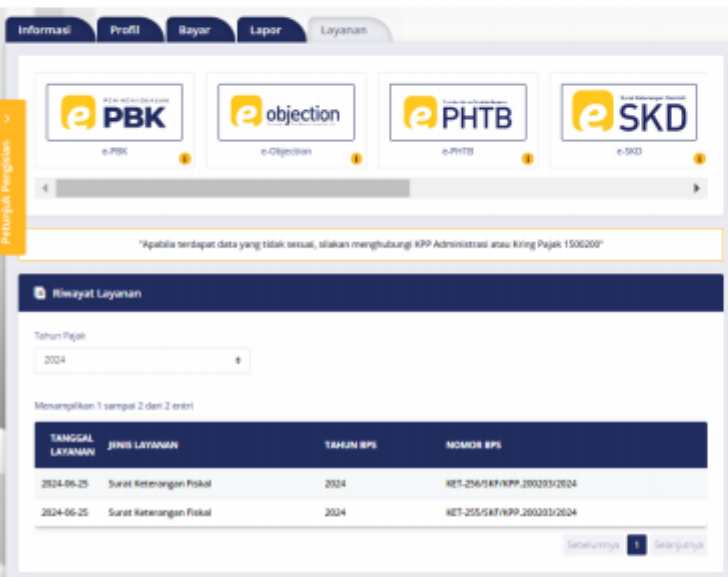 Informasi Profil Bayar Lapor Layanan
e PBK
e objection
e PHTB
e SKD
e-PBK e-Objection e-PHTB e-SKD
Petunjuk Pengisian
"Apabila terdapat data yang tidak sesuai, silakan menghubungi KPP Administrasi atau Kring Pajak 1500200"
Riwayat Layanan
Tahun Pajak
2024
Menampilkan 1 sampai 2 dari 2 entri
TANGGAL LAYANAN JENIS LAYANAN TAHUN BPS NOMOR BPS
2024-06-25 Surat Keterangan Fiskal 2024 KET-256/SKF/KPP.200203/2024
2024-06-25 Surat Keterangan Fiskal 2024 KET-255/SKF/KPP.200203/2024
Sebelumnya 1 Selanjutnya